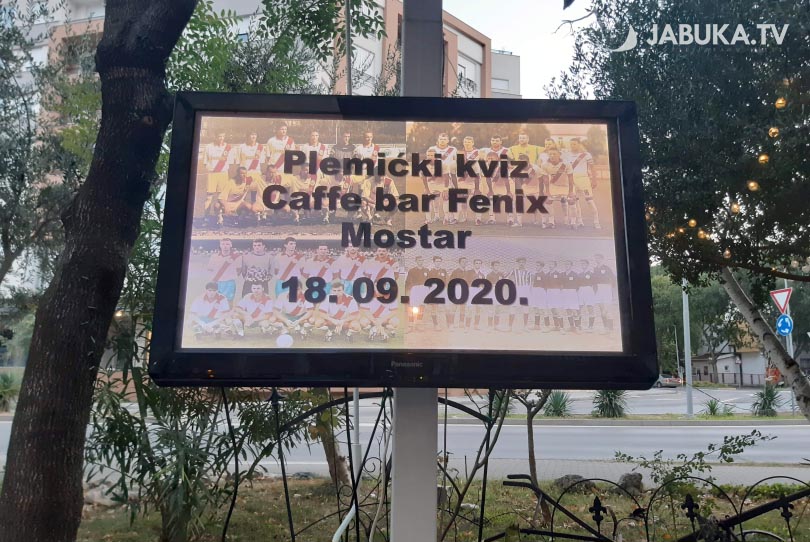 JABUKA.TV
Plemićki kviz
Caffe bar Fenix
Mostar
18. 09. 2020.
Panasonic